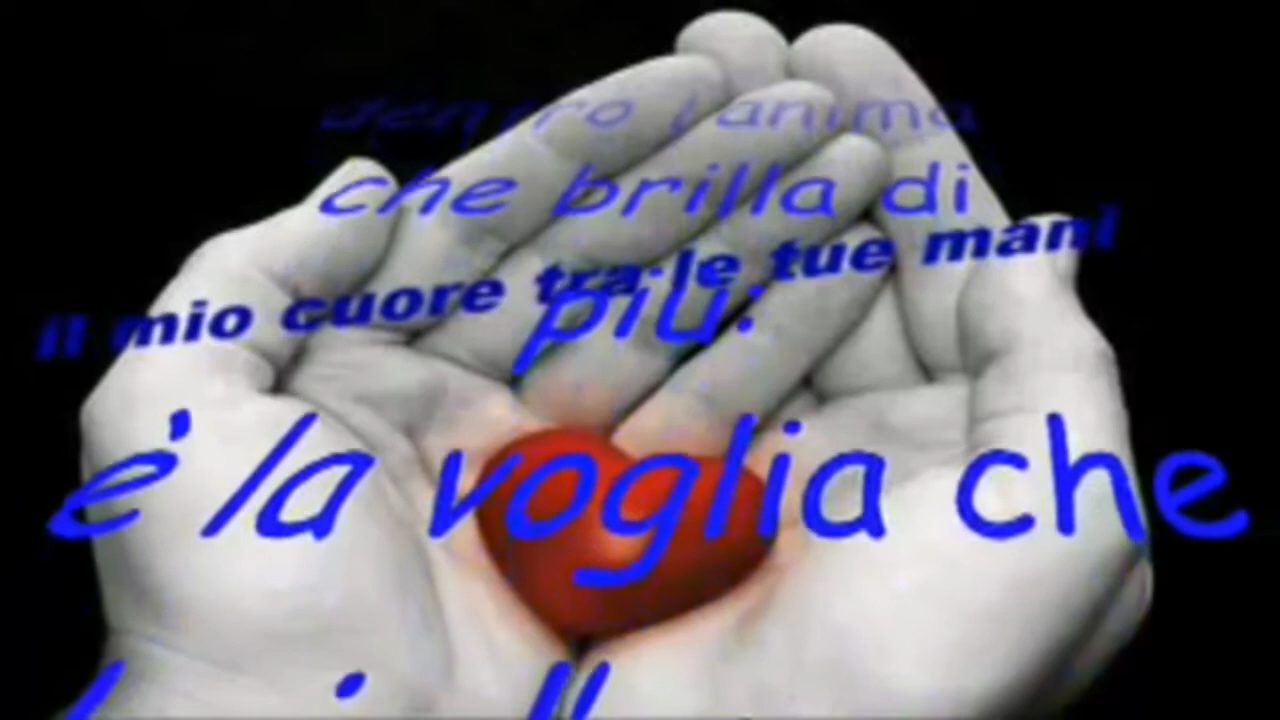 dentro l'anima
che brilla di
il mio cuore tra le tue mani
più:
è la voglia che